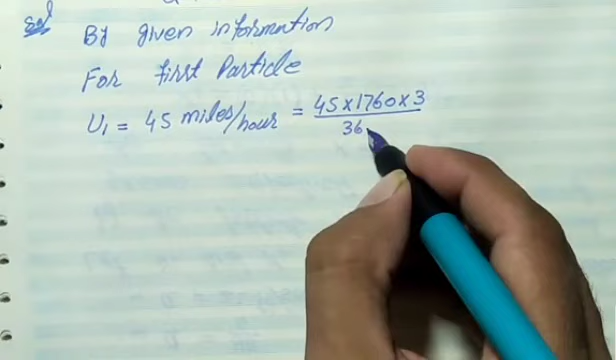 Sol
By given information
For first Particle
U₁ = 45 miles/hour = 45×1760×3 / 36